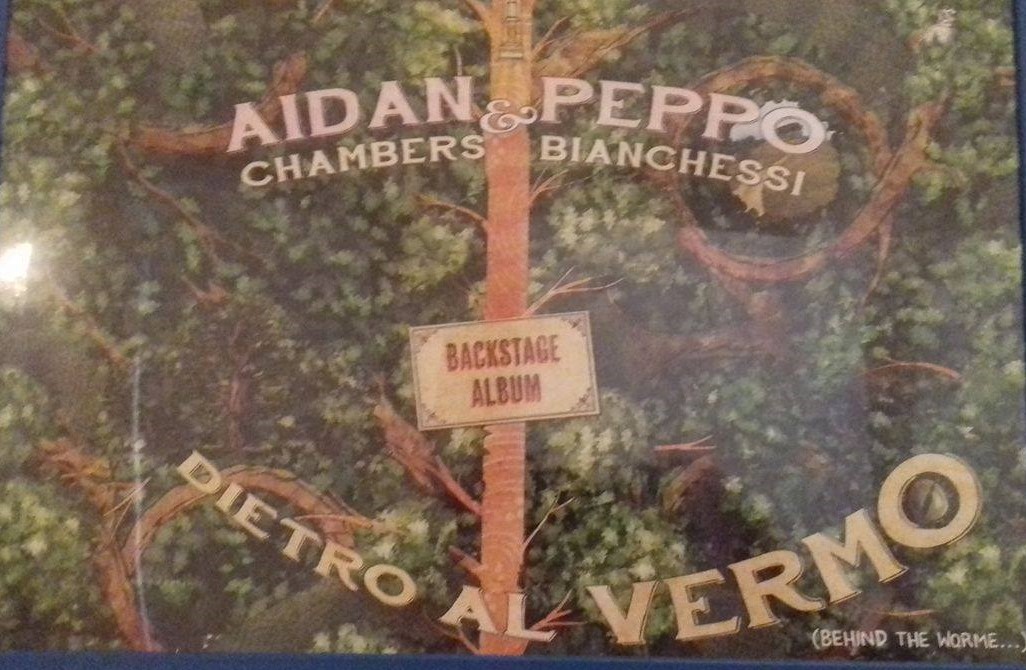 AIDAN & PEPPO
CHAMBERS BIANCHESSI
BACKSTAGE
ALBUM
DIETRO AL VERMO
(BEHIND THE WORME...)